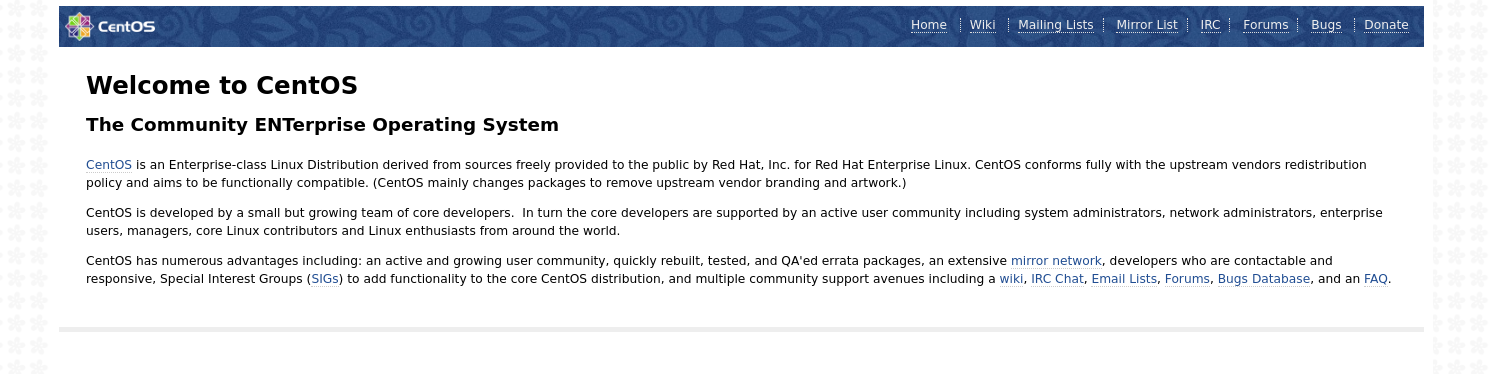 CentOS
Home Wiki Mailing Lists Mirror List IRC Forums Bugs Donate
Welcome to CentOS
The Community ENTerprise Operating System
CentOS is an Enterprise-class Linux Distribution derived from sources freely provided to the public by Red Hat, Inc. for Red Hat Enterprise Linux. CentOS conforms fully with the upstream vendors redistribution
policy and aims to be functionally compatible. (CentOS mainly changes packages to remove upstream vendor branding and artwork.)
CentOS is developed by a small but growing team of core developers.  In turn the core developers are supported by an active user community including system administrators, network administrators, enterprise
users, managers, core Linux contributors and Linux enthusiasts from around the world.
CentOS has numerous advantages including: an active and growing user community, quickly rebuilt, tested, and QA'ed errata packages, an extensive mirror network, developers who are contactable and
responsive, Special Interest Groups (SIGs) to add functionality to the core CentOS distribution, and multiple community support avenues including a wiki, IRC Chat, Email Lists, Forums, Bugs Database, and an FAQ.